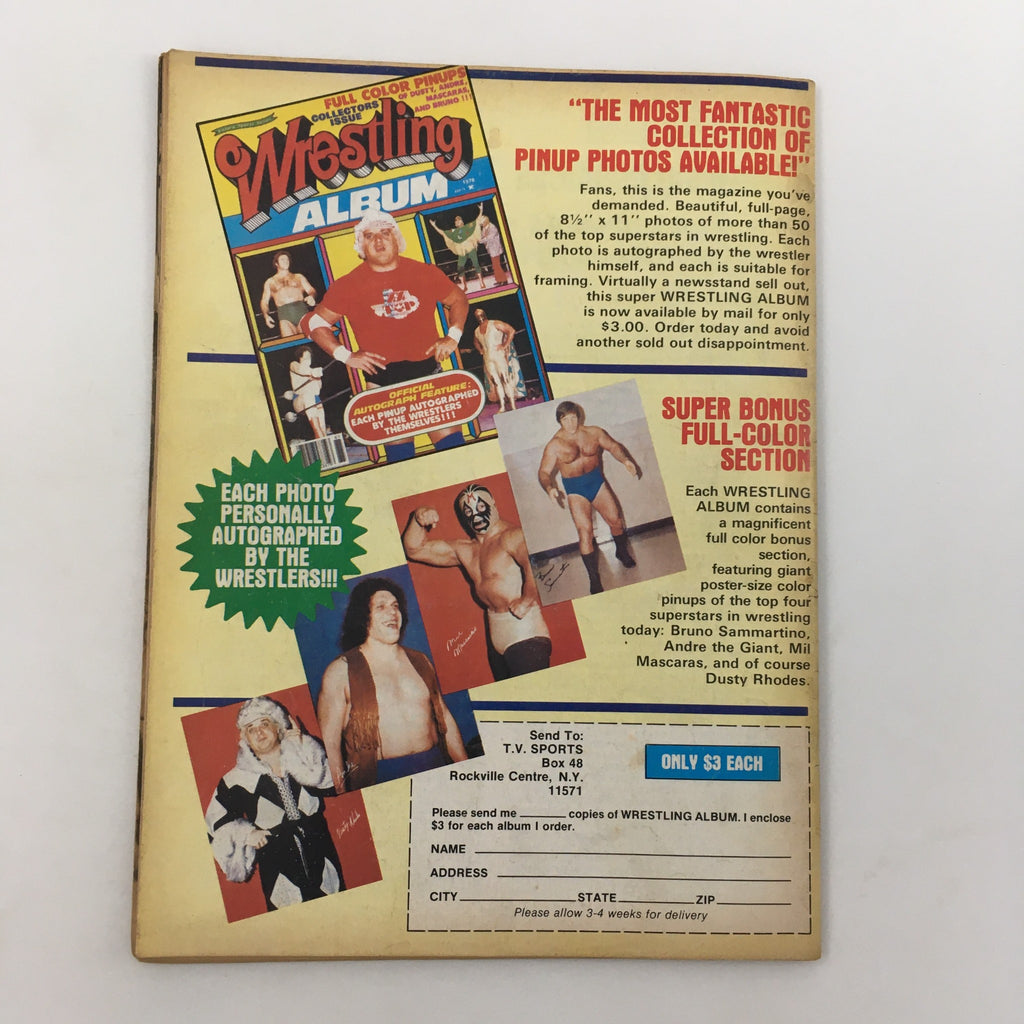 FULL COLOR PINUPS
OF DUSTY, ANDRE,
MASCARAS,
AND BRUNO !!!
COLLECTORS
ISSUE
Wrestling
ALBUM
1978
OFFICIAL
AUTOGRAPH FEATURE:
EACH PINUP AUTOGRAPHED
BY THE WRESTLERS
THEMSELVES!!!
"THE MOST FANTASTIC
COLLECTION OF
PINUP PHOTOS AVAILABLE!"
Fans, this is the magazine you've
demanded. Beautiful, full-page,
8½'' x 11'' photos of more than 50
of the top superstars in wrestling. Each
photo is autographed by the wrestler
himself, and each is suitable for
framing. Virtually a newsstand sell out,
this super WRESTLING ALBUM
is now available by mail for only
$3.00. Order today and avoid
another sold out disappointment.
SUPER BONUS
FULL-COLOR
SECTION
Each WRESTLING
ALBUM contains
a magnificent
full color bonus
section,
featuring giant
poster-size color
pinups of the top four
superstars in wrestling
today: Bruno Sammartino,
Andre the Giant, Mil
Mascaras, and of course
Dusty Rhodes.
EACH PHOTO
PERSONALLY
AUTOGRAPHED
BY THE
WRESTLERS!!!
Mil
Mascaras
Dusty Rhodes
Send To:
T.V. SPORTS
Box 48
Rockville Centre, N.Y.
11571
ONLY $3 EACH
Please send me ______ copies of WRESTLING ALBUM. I enclose
$3 for each album I order.
NAME
ADDRESS
CITY STATE ZIP
Please allow 3-4 weeks for delivery